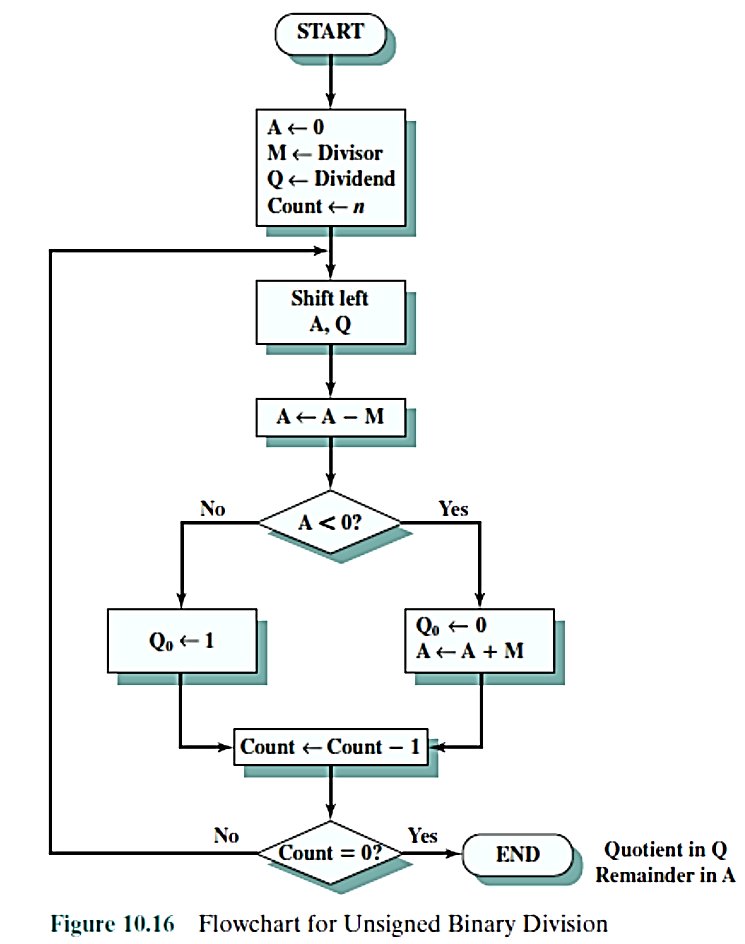 START
A ← 0
M ← Divisor
Q ← Dividend
Count ← n
Shift left
A, Q
A ← A − M
No
A < 0?
Yes
Q₀ ← 1
Q₀ ← 0
A ← A + M
Count ← Count − 1
No
Count = 0?
Yes
END
Quotient in Q
Remainder in A
Figure 10.16 Flowchart for Unsigned Binary Division